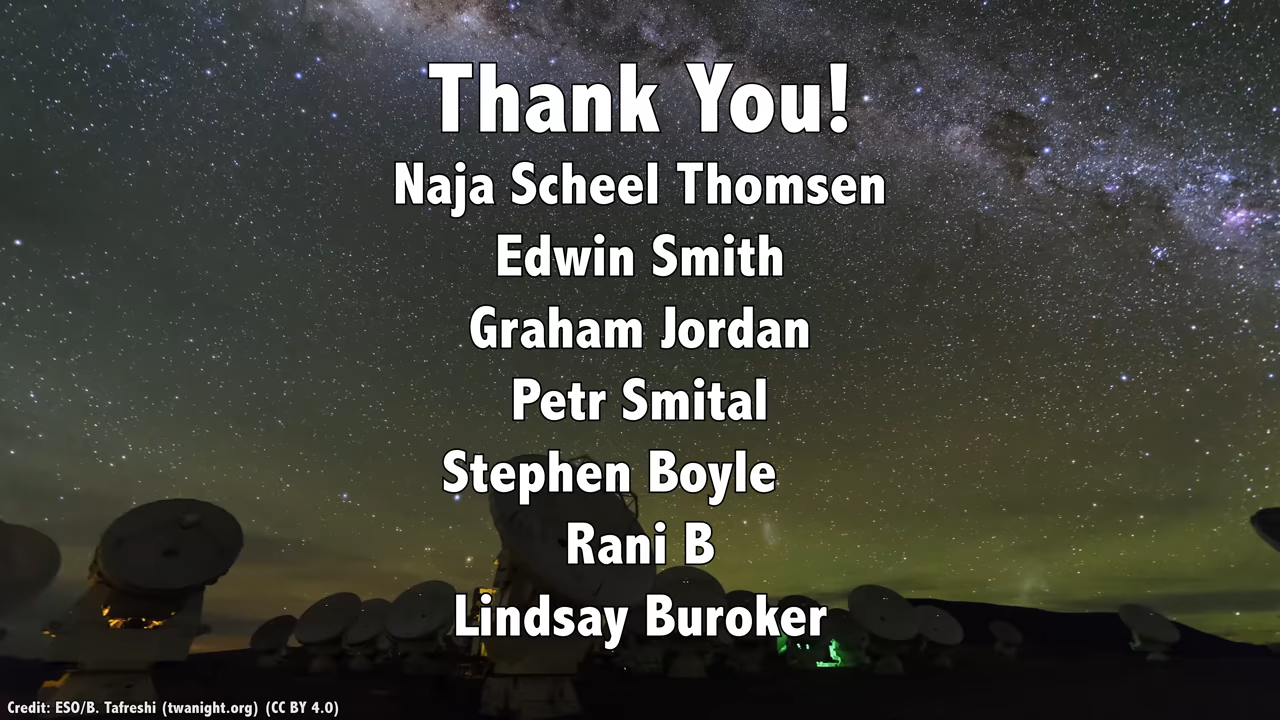 Thank You!
Naja Scheel Thomsen
Edwin Smith
Graham Jordan
Petr Smital
Stephen Boyle
Rani B
Lindsay Buroker
Credit: ESO/B. Tafreshi (twanight.org) (CC BY 4.0)